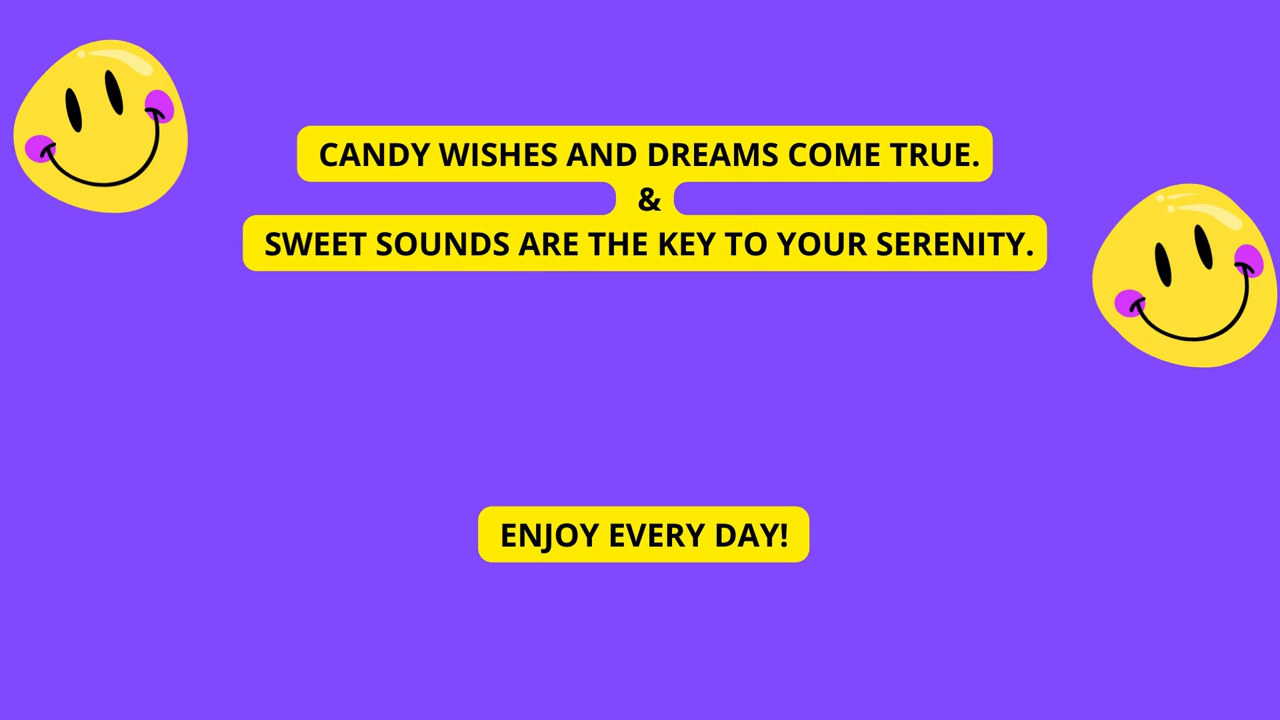 CANDY WISHES AND DREAMS COME TRUE.
&
SWEET SOUNDS ARE THE KEY TO YOUR SERENITY.
ENJOY EVERY DAY!